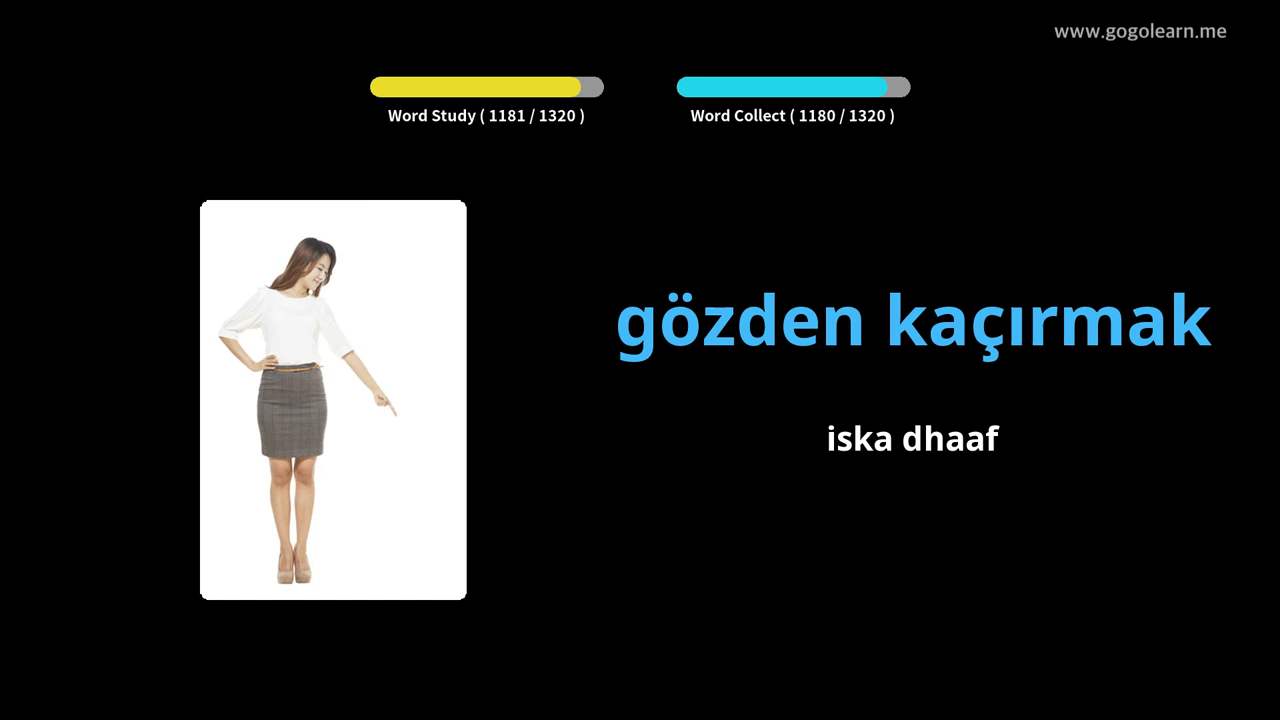 www.gogolearn.me
Word Study ( 1181 / 1320 )
Word Collect ( 1180 / 1320 )
gözden kaçırmak
iska dhaaf